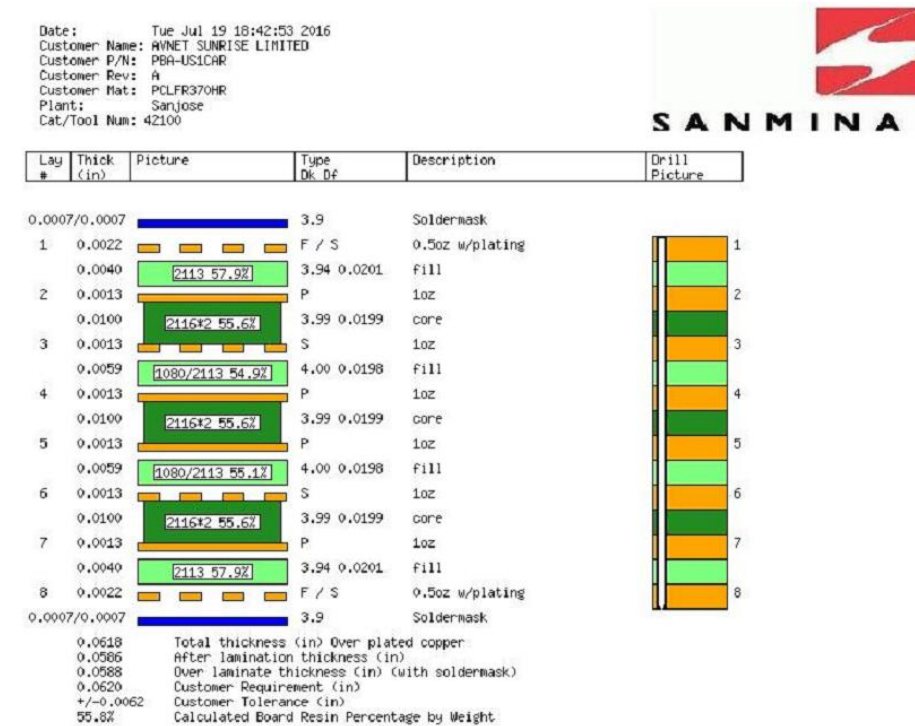 Date: Tue Jul 19 18:42:53 2016
Customer Name: AVNET SUNRISE LIMITED
Customer P/N: PBA-US1CAR
Customer Rev: A
Customer Mat: PCLFR370HR
Plant: Sanjose
Cat/Tool Num: 42100
SANMINA
Lay # Thick (in) Picture Type Dk Df Description Drill Picture
0.0007/0.0007 3.9 Soldermask
1 0.0022 F / S 0.5oz w/plating 1
0.0040 2113 57.9% 3.94 0.0201 fill
2 0.0013 P 1oz 2
0.0100 2116*2 55.6% 3.99 0.0199 core
3 0.0013 S 1oz 3
0.0059 1080/2113 54.9% 4.00 0.0198 fill
4 0.0013 P 1oz 4
0.0100 2116*2 55.6% 3.99 0.0199 core
5 0.0013 P 1oz 5
0.0059 1080/2113 55.1% 4.00 0.0198 fill
6 0.0013 S 1oz 6
0.0100 2116*2 55.6% 3.99 0.0199 core
7 0.0013 P 1oz 7
0.0040 2113 57.9% 3.94 0.0201 fill
8 0.0022 F / S 0.5oz w/plating 8
0.0007/0.0007 3.9 Soldermask
0.0618 Total thickness (in) Over plated copper
0.0586 After lamination thickness (in)
0.0588 Over laminate thickness (in) (with soldermask)
0.0620 Customer Requirement (in)
+/-0.0062 Customer Tolerance (in)
55.8% Calculated Board Resin Percentage by Weight